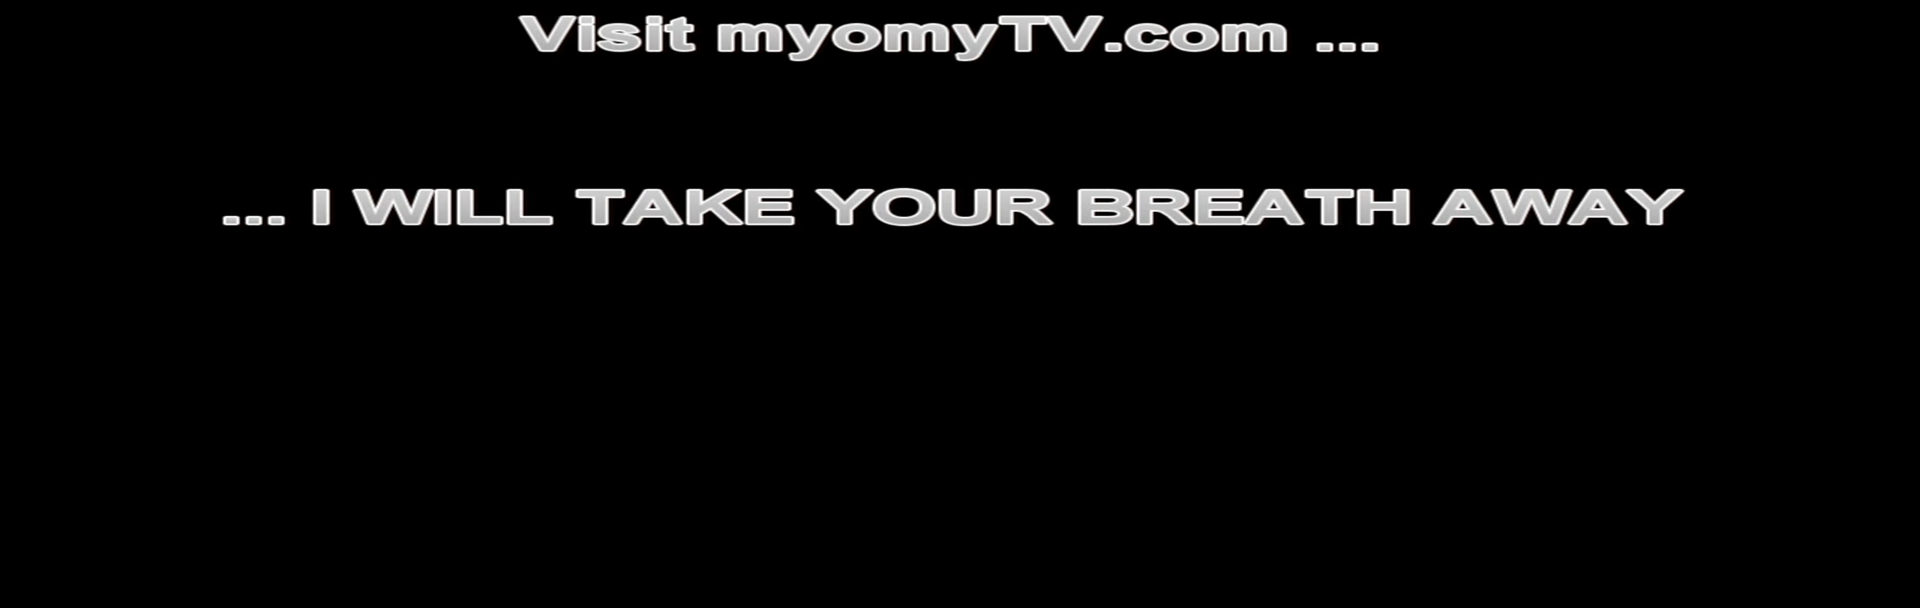 Visit myomyTV.com ...
... I WILL TAKE YOUR BREATH AWAY